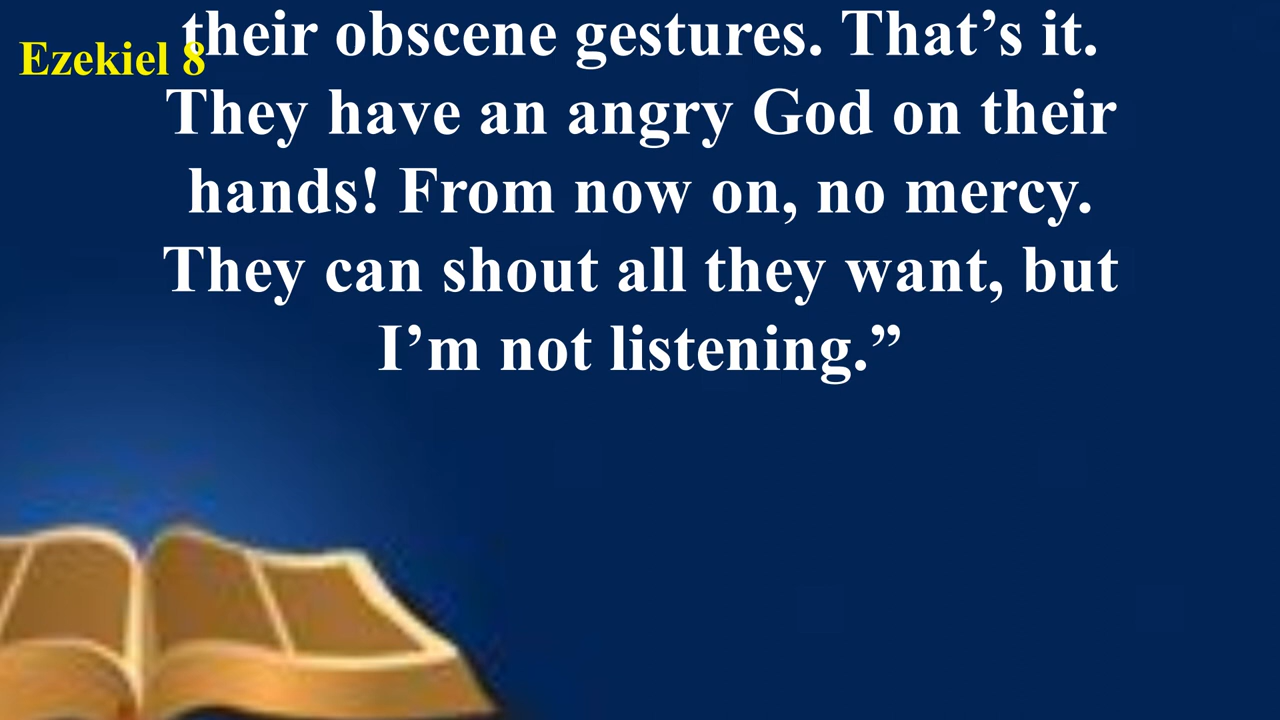 their obscene gestures. That’s it.
Ezekiel 8
They have an angry God on their
hands! From now on, no mercy.
They can shout all they want, but
I’m not listening.”